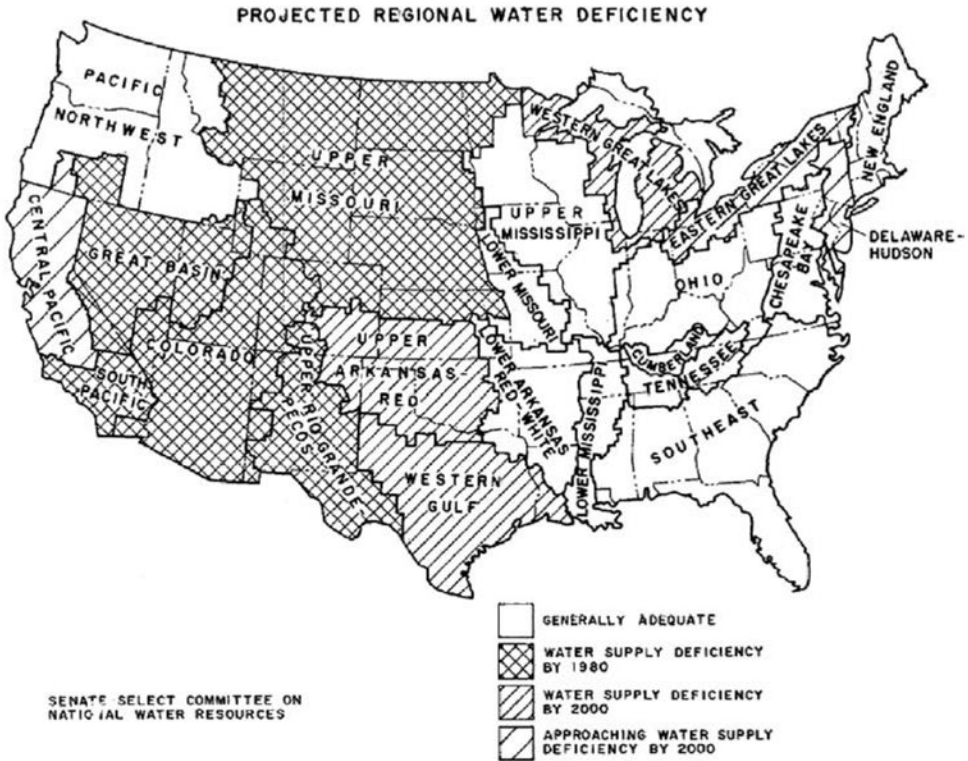 PROJECTED REGIONAL WATER DEFICIENCY
PACIFIC
NORTHWEST
UPPER
MISSOURI
WESTERN GREAT LAKES
EASTERN GREAT LAKES
NEW ENGLAND
CENTRAL PACIFIC
GREAT BASIN
UPPER
MISSISSIPPI
LOWER MISSOURI
OHIO
CHESAPEAKE
BAY
DELAWARE-
HUDSON
COLORADO
SOUTH
PACIFIC
UPPER RIO GRANDE-
PECOS
UPPER
ARKANSAS-
RED
LOWER ARKANSAS
RED-WHITE
LOWER MISSISSIPPI
CUMBERLAND
TENNESSEE
SOUTHEAST
WESTERN
GULF
GENERALLY ADEQUATE
WATER SUPPLY DEFICIENCY
BY 1980
WATER SUPPLY DEFICIENCY
BY 2000
APPROACHING WATER SUPPLY
DEFICIENCY BY 2000
SENATE SELECT COMMITTEE ON
NATIONAL WATER RESOURCES